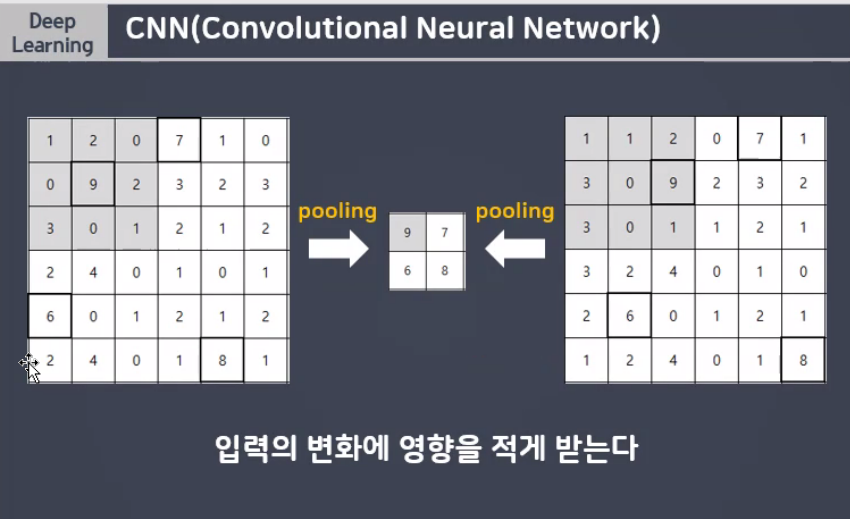 Deep
Learning
CNN(Convolutional Neural Network)
1 2 0 7 1 0
0 9 2 3 2 3
3 0 1 2 1 2
2 4 0 1 0 1
6 0 1 2 1 2
2 4 0 1 8 1
pooling
9 7
6 8
pooling
1 1 2 0 7 1
3 0 9 2 3 2
3 0 1 1 2 1
3 2 4 0 1 0
2 6 0 1 2 1
1 2 4 0 1 8
입력의 변화에 영향을 적게 받는다